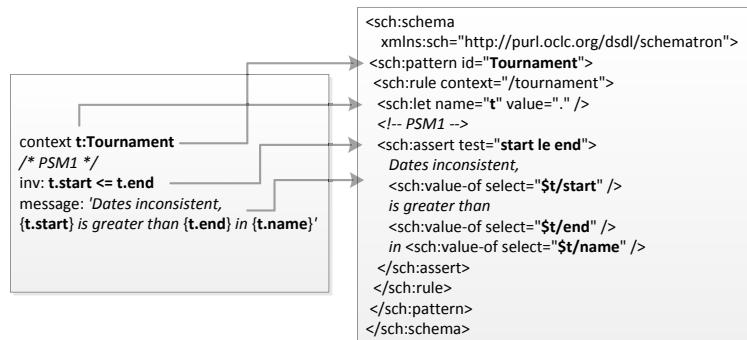 context t:Tournament
/* PSM1 */
inv: t.start <= t.end
message: 'Dates inconsistent,
{t.start} is greater than {t.end} in {t.name}'
<sch:schema
xmlns:sch="http://purl.oclc.org/dsdl/schematron">
<sch:pattern id="Tournament">
<sch:rule context="/tournament">
<sch:let name="t" value="." />
<!-- PSM1 -->
<sch:assert test="start le end">
Dates inconsistent,
<sch:value-of select="$t/start" />
is greater than
<sch:value-of select="$t/end" />
in <sch:value-of select="$t/name" />
</sch:assert>
</sch:rule>
</sch:pattern>
</sch:schema>